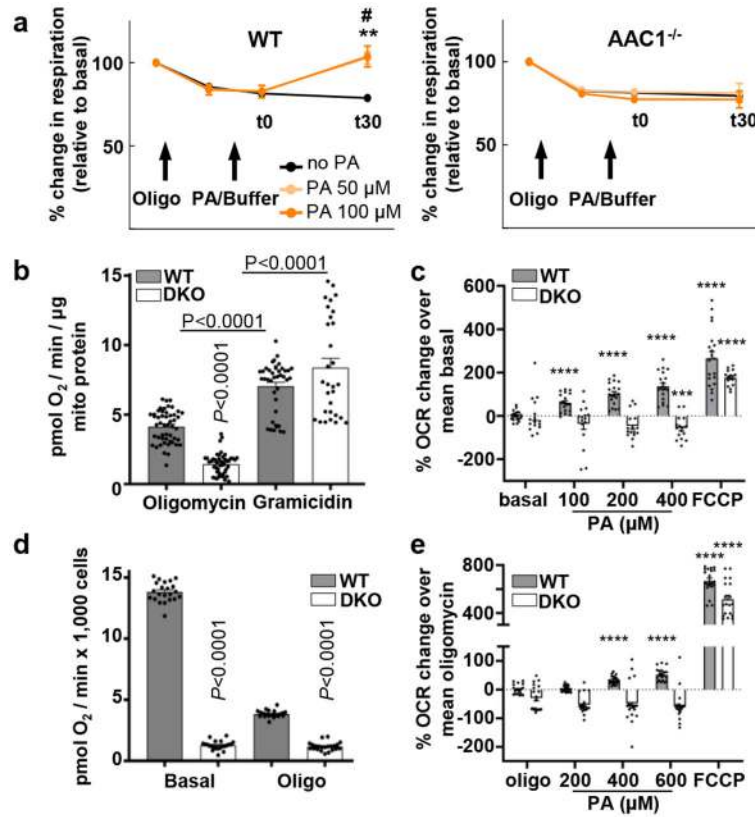 a
WT
#
**
% change in respiration
(relative to basal)
100
50
t0
t30
Oligo
PA/Buffer
no PA
PA 50 µM
PA 100 µM
AAC1-/-
% change in respiration
(relative to basal)
100
50
t0
t30
Oligo
PA/Buffer
b
WT
DKO
P<0.0001
P<0.0001
P<0.0001
pmol O2 / min / µg
mito protein
15
10
5
0
Oligomycin
Gramicidin
c
WT
DKO
% OCR change over
mean basal
600
400
200
0
-200
****
****
****
***
****
****
basal
100
200
400
FCCP
PA (µM)
d
WT
DKO
pmol O2 / min x 1,000 cells
15
10
5
0
P<0.0001
P<0.0001
Basal
Oligo
e
WT
DKO
% OCR change over
mean oligomycin
800
600
400
100
0
-100
-200
****
****
****
****
oligo
200
400
600
FCCP
PA (µM)